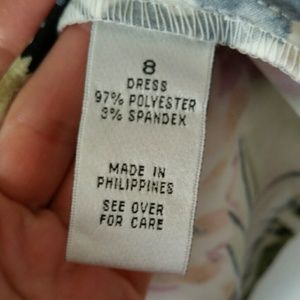 8
DRESS
97% POLYESTER
3% SPANDEX
MADE IN
PHILIPPINES
SEE OVER
FOR CARE